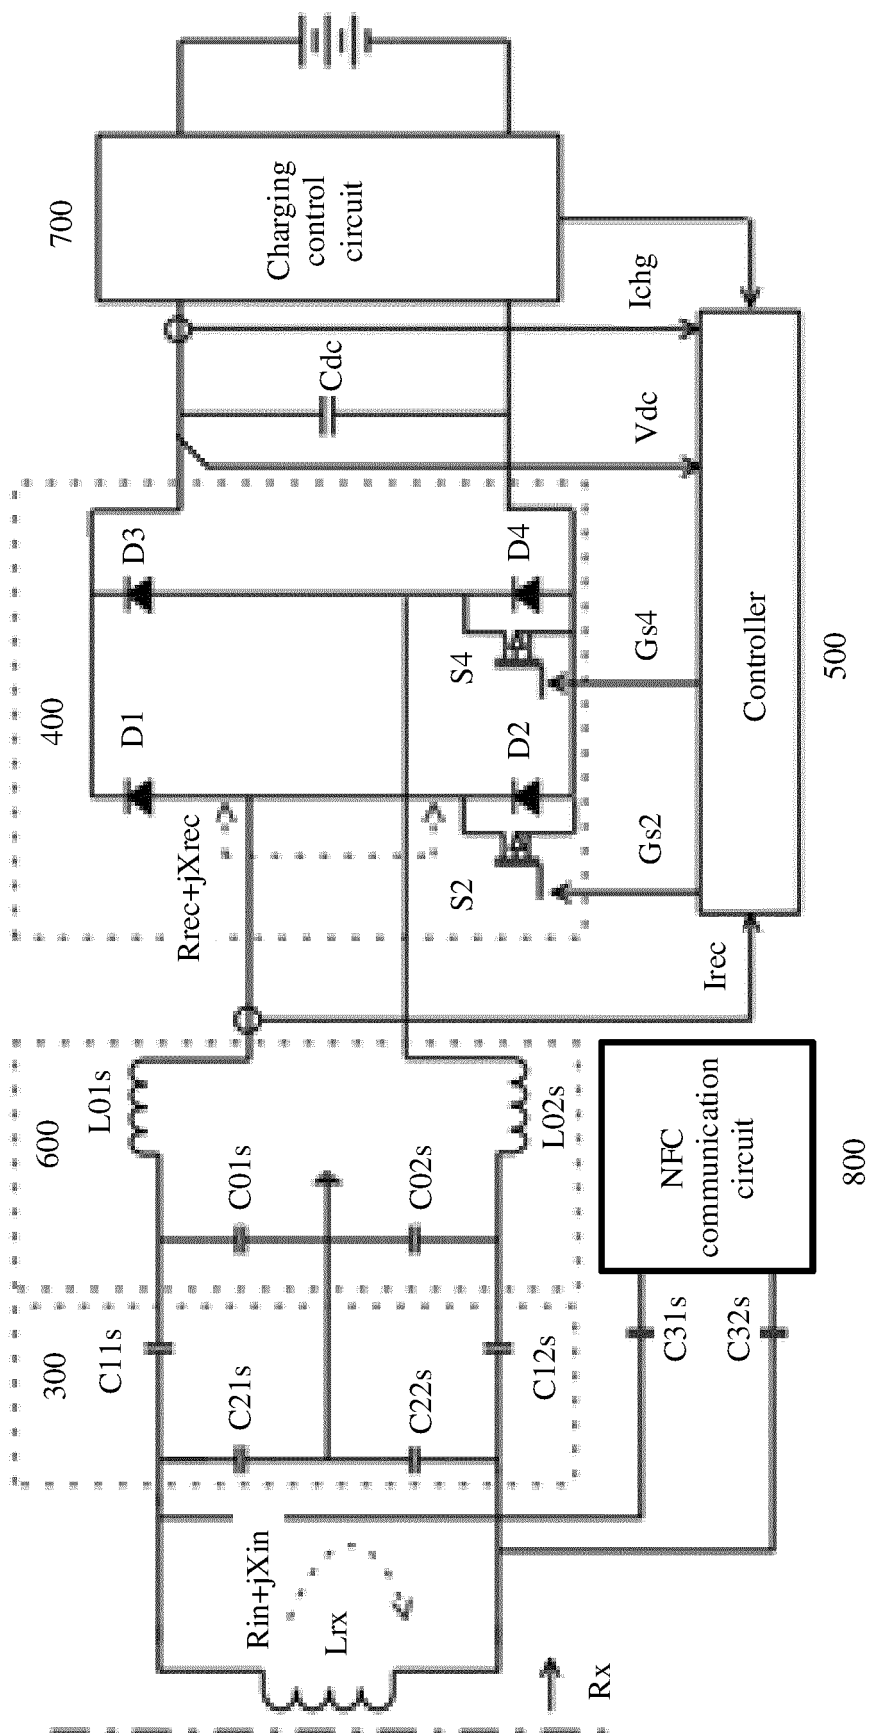 Rx
Lrx
Rin+jXin
300
C11s
C21s
C22s
C12s
C31s
C32s
600
L01s
C01s
C02s
L02s
NFC
communication
circuit
800
Rrec+jXrec
Irec
400
D1
D3
S2
D2
S4
D4
Gs2
Gs4
Controller
500
Vdc
Ichg
Cdc
700
Charging
control
circuit